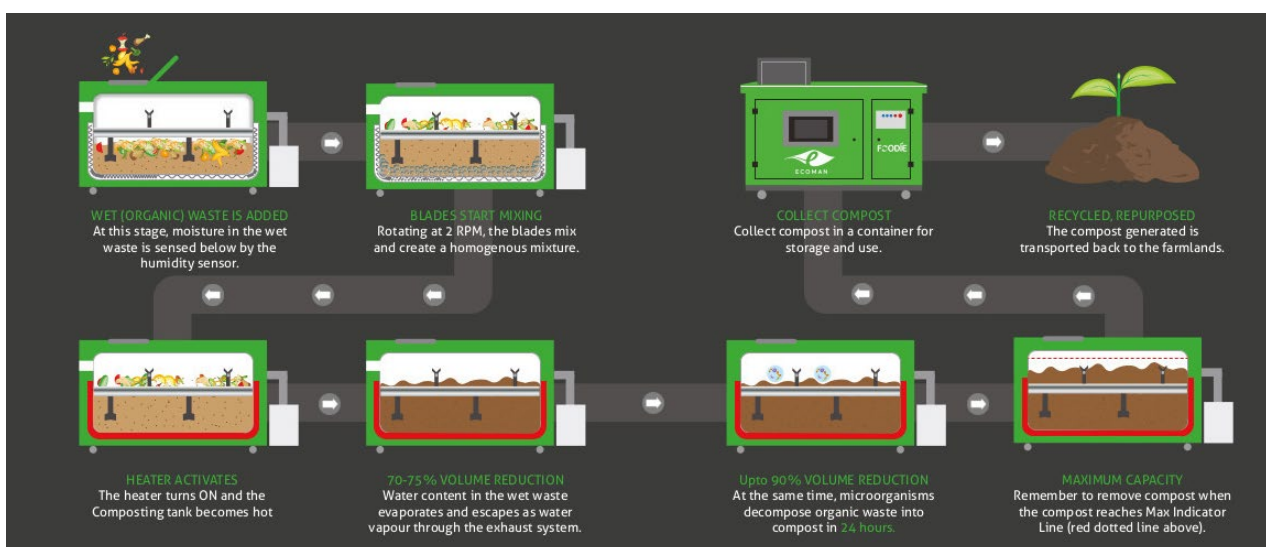 WET (ORGANIC) WASTE IS ADDED
At this stage, moisture in the wet
waste is sensed below by the
humidity sensor.
BLADES START MIXING
Rotating at 2 RPM, the blades mix
and create a homogenous mixture.
HEATER ACTIVATES
The heater turns ON and the
Composting tank becomes hot
70-75% VOLUME REDUCTION
Water content in the wet waste
evaporates and escapes as water
vapour through the exhaust system.
Upto 90% VOLUME REDUCTION
At the same time, microorganisms
decompose organic waste into
compost in 24 hours.
MAXIMUM CAPACITY
Remember to remove compost when
the compost reaches Max Indicator
Line (red dotted line above).
FOODIE
ECOMAN
COLLECT COMPOST
Collect compost in a container for
storage and use.
RECYCLED, REPURPOSED
The compost generated is
transported back to the farmlands.